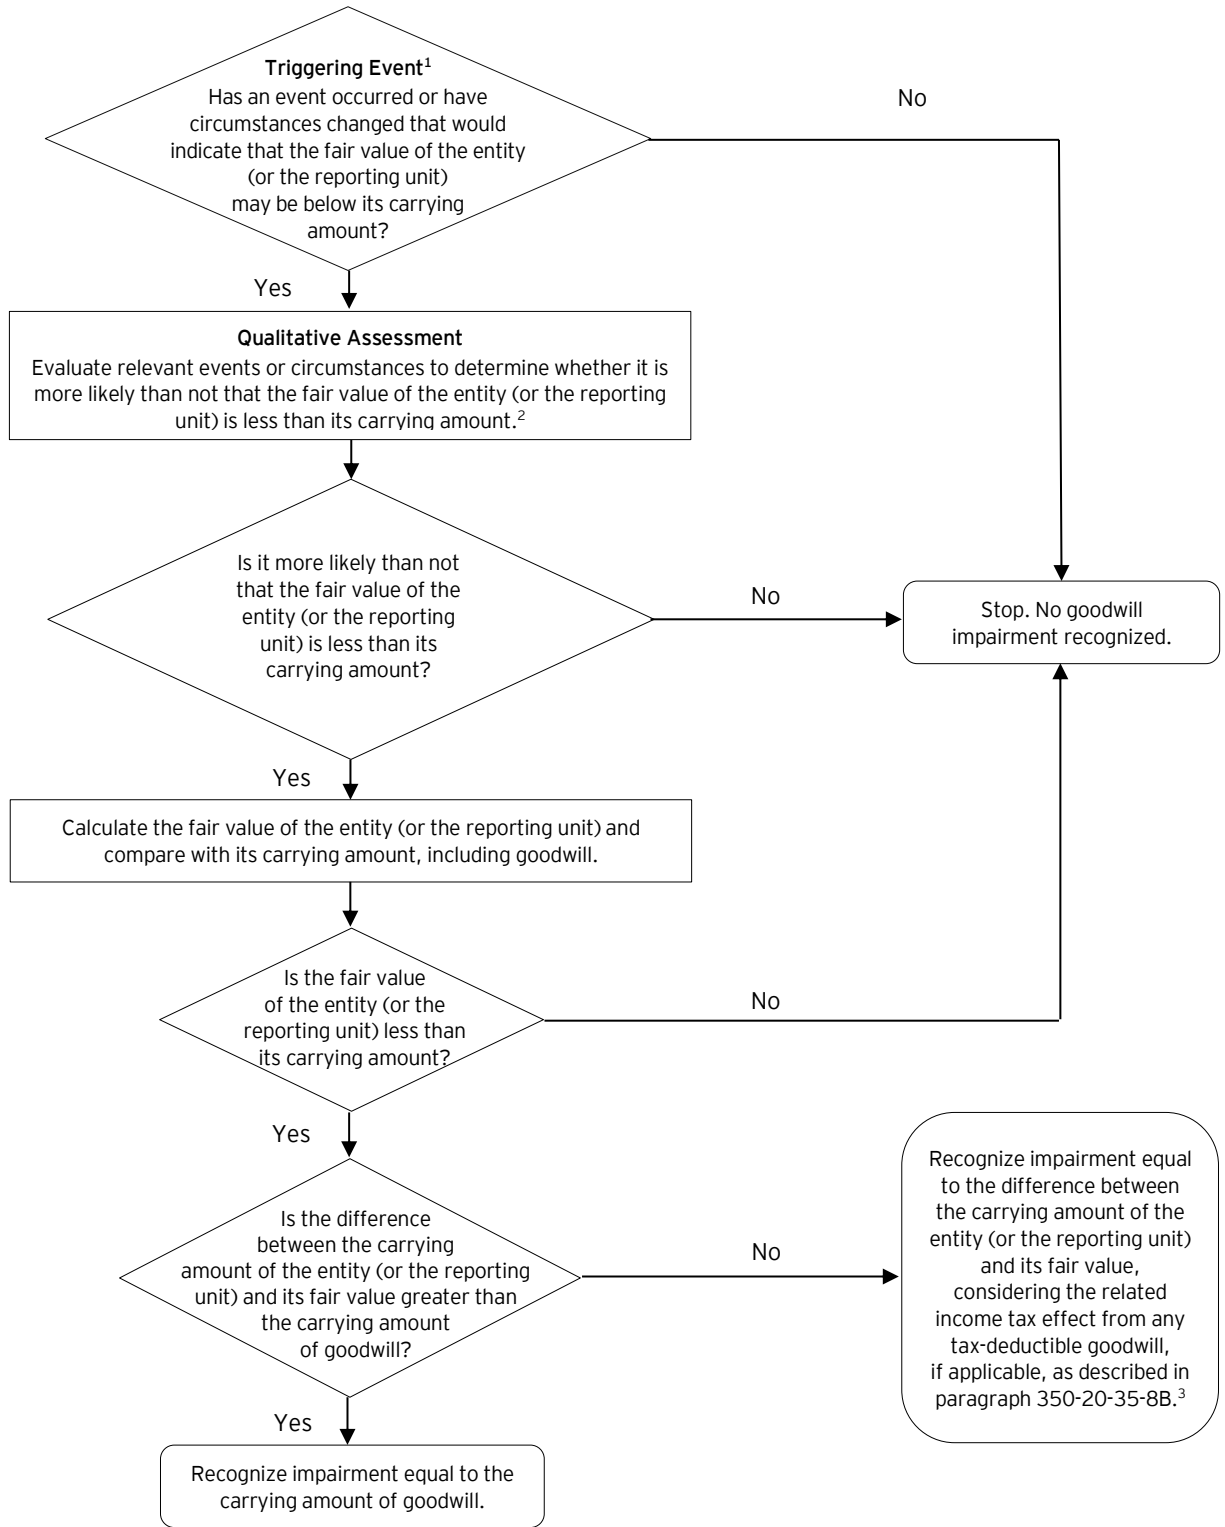 Triggering Event¹
Has an event occurred or have
circumstances changed that would
indicate that the fair value of the entity
(or the reporting unit)
may be below its carrying
amount?
No
Yes
Qualitative Assessment
Evaluate relevant events or circumstances to determine whether it is
more likely than not that the fair value of the entity (or the reporting
unit) is less than its carrying amount.²
Is it more likely than not
that the fair value of the
entity (or the reporting
unit) is less than its
carrying amount?
No
Stop. No goodwill
impairment recognized.
Yes
Calculate the fair value of the entity (or the reporting unit) and
compare with its carrying amount, including goodwill.
Is the fair value
of the entity (or the
reporting unit) less than
its carrying amount?
No
Yes
Is the difference
between the carrying
amount of the entity (or the reporting
unit) and its fair value greater than
the carrying amount
of goodwill?
No
Recognize impairment equal
to the difference between
the carrying amount of the
entity (or the reporting unit)
and its fair value,
considering the related
income tax effect from any
tax-deductible goodwill,
if applicable, as described in
paragraph 350-20-35-8B.³
Yes
Recognize impairment equal to the
carrying amount of goodwill.